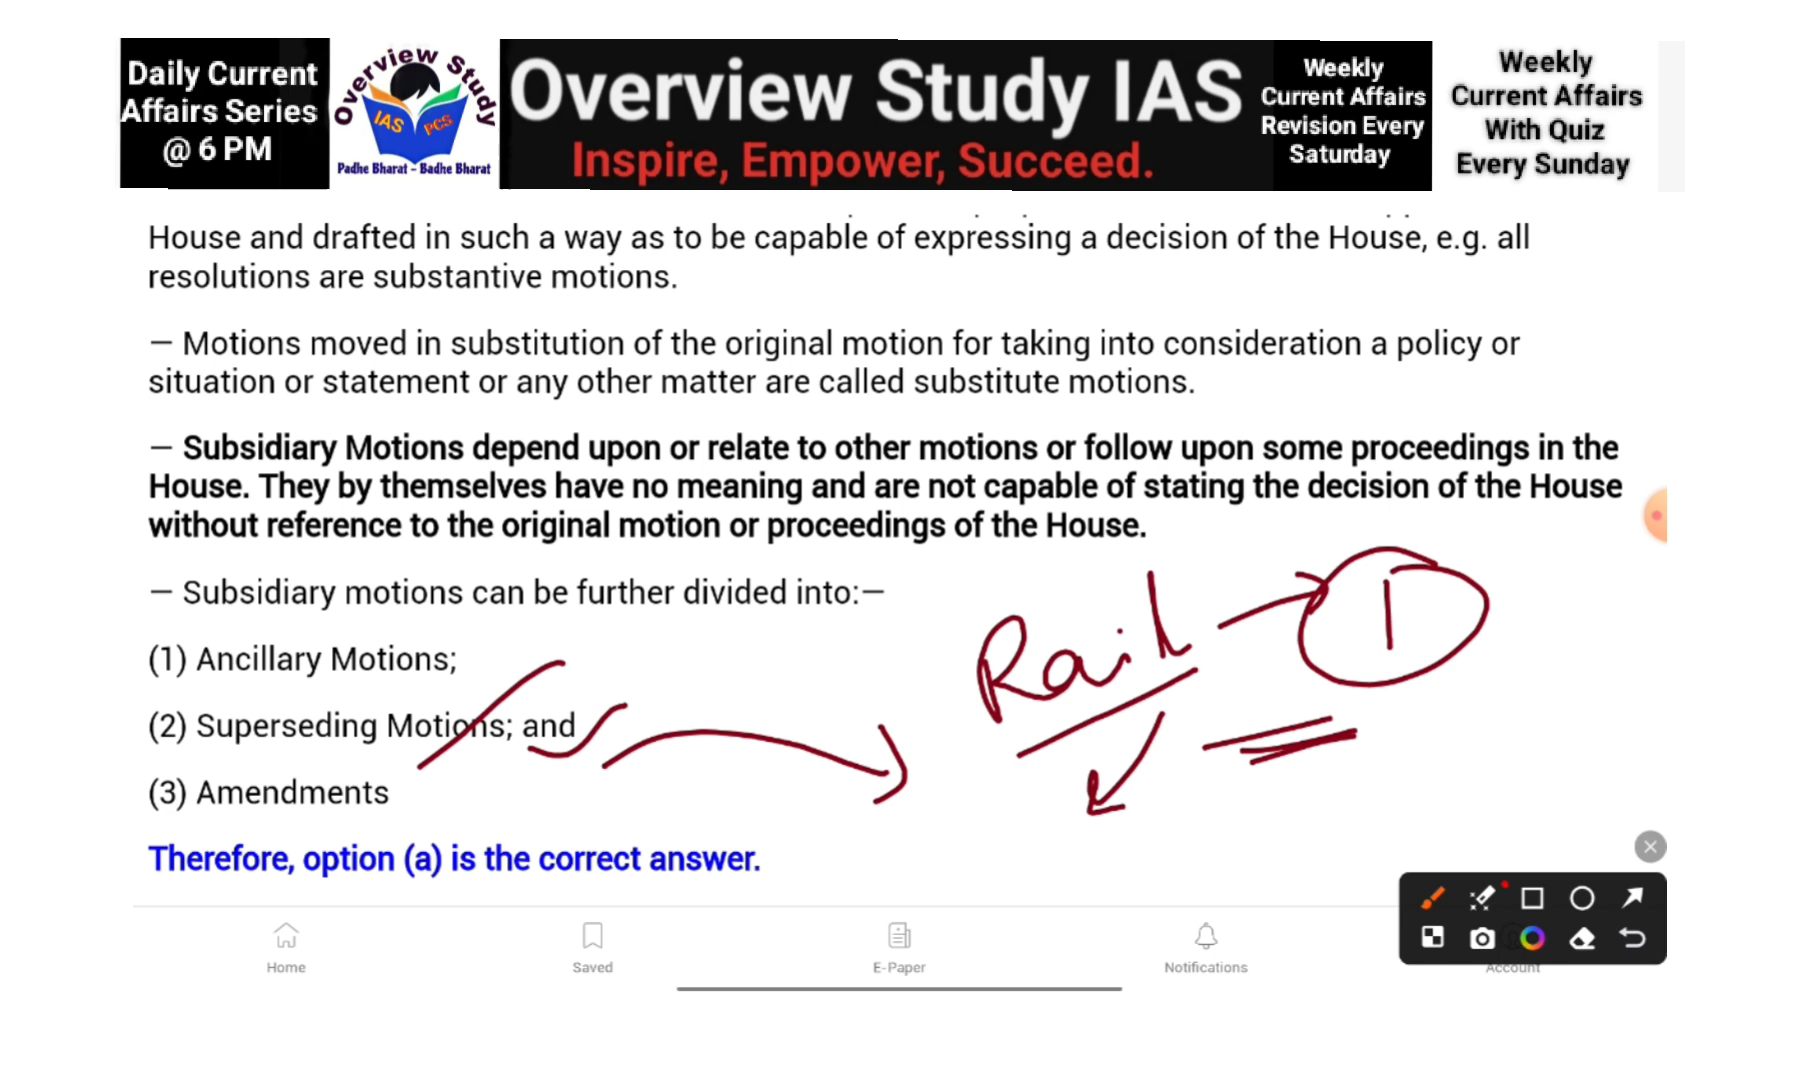 Daily Current
Affairs Series
@ 6 PM
Overview Study
IAS PCS
Padhe Bharat - Badhe Bharat
Overview Study IAS
Inspire, Empower, Succeed.
Weekly
Current Affairs
Revision Every
Saturday
Weekly
Current Affairs
With Quiz
Every Sunday
House and drafted in such a way as to be capable of expressing a decision of the House, e.g. all
resolutions are substantive motions.
— Motions moved in substitution of the original motion for taking into consideration a policy or
situation or statement or any other matter are called substitute motions.
— Subsidiary Motions depend upon or relate to other motions or follow upon some proceedings in the
House. They by themselves have no meaning and are not capable of stating the decision of the House
without reference to the original motion or proceedings of the House.
— Subsidiary motions can be further divided into:—
(1) Ancillary Motions;
(2) Superseding Motions; and
(3) Amendments
Rail
1
Therefore, option (a) is the correct answer.
Home
Saved
E-Paper
Notifications
Account